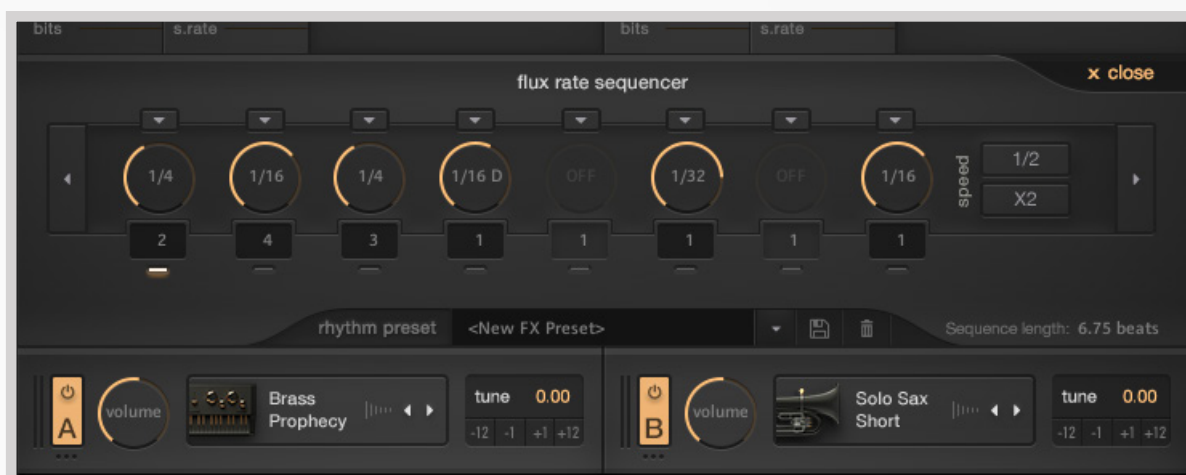 bits s.rate bits s.rate
flux rate sequencer x close
1/4 1/16 1/4 1/16 D OFF 1/32 OFF 1/16 speed 1/2
X2
2 4 3 1 1 1 1 1
rhythm preset <New FX Preset> Sequence length: 6.75 beats
A volume Brass Prophecy tune 0.00
-12 -1 +1 +12
B volume Solo Sax Short tune 0.00
-12 -1 +1 +12